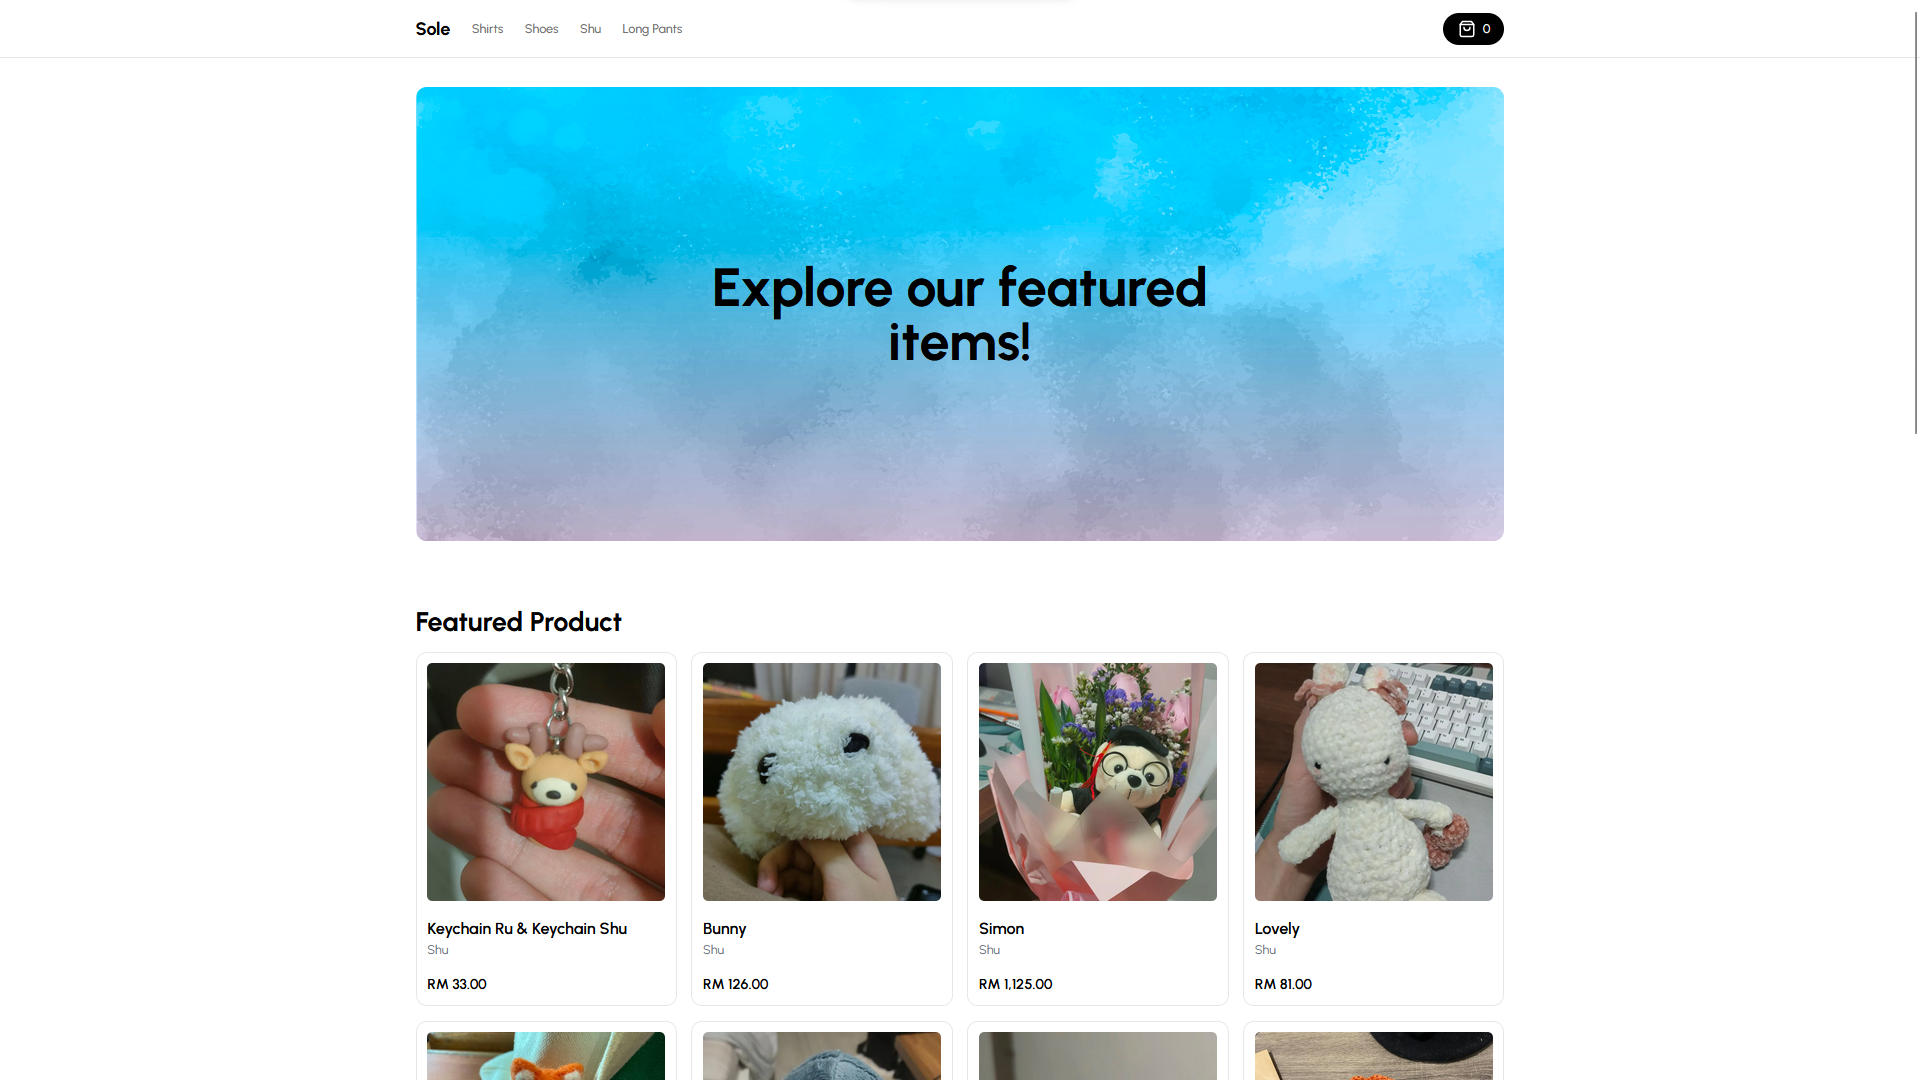 Sole
Shirts
Shoes
Shu
Long Pants
0
Explore our featured
items!
Featured Product
Keychain Ru & Keychain Shu
Shu
RM 33.00
Bunny
Shu
RM 126.00
Simon
Shu
RM 1,125.00
Lovely
Shu
RM 81.00